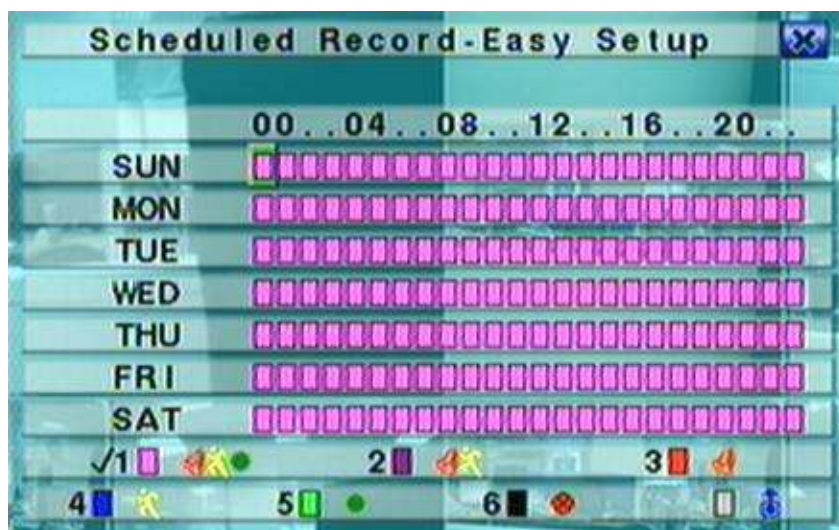 Scheduled Record-Easy Setup
00..04..08..12..16..20..
SUN
MON
TUE
WED
THU
FRI
SAT
✓1 2 3
4 5 6